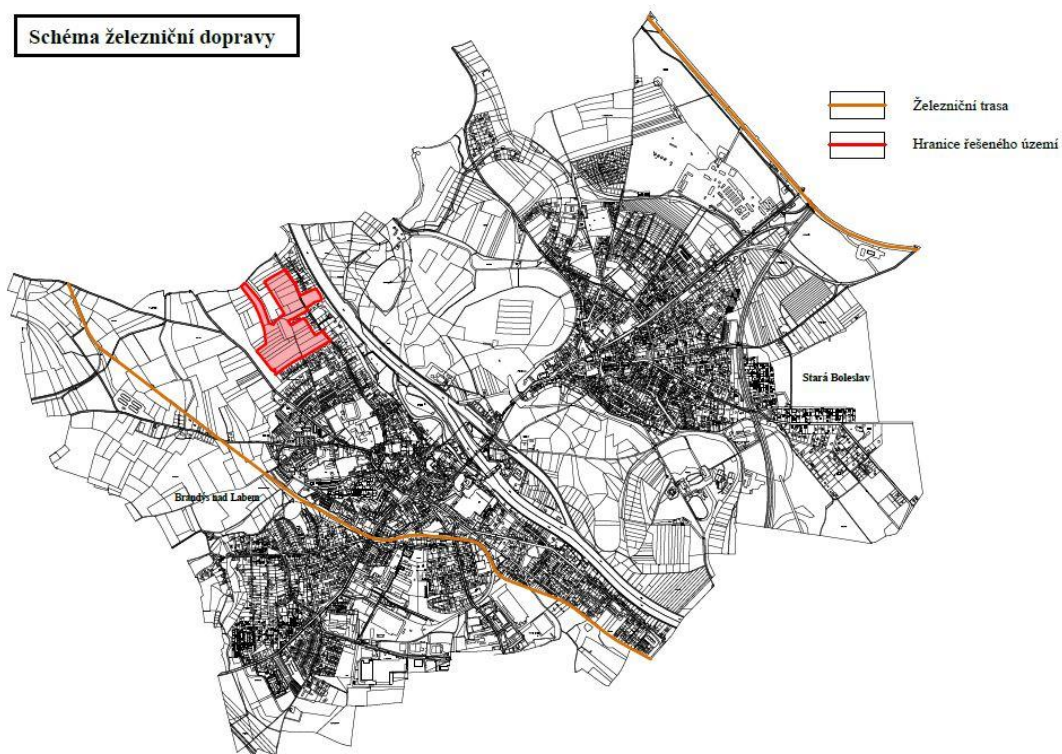 Schéma železniční dopravy
Železniční trasa
Hranice řešeného území
Stará Boleslav
Brandýs nad Labem